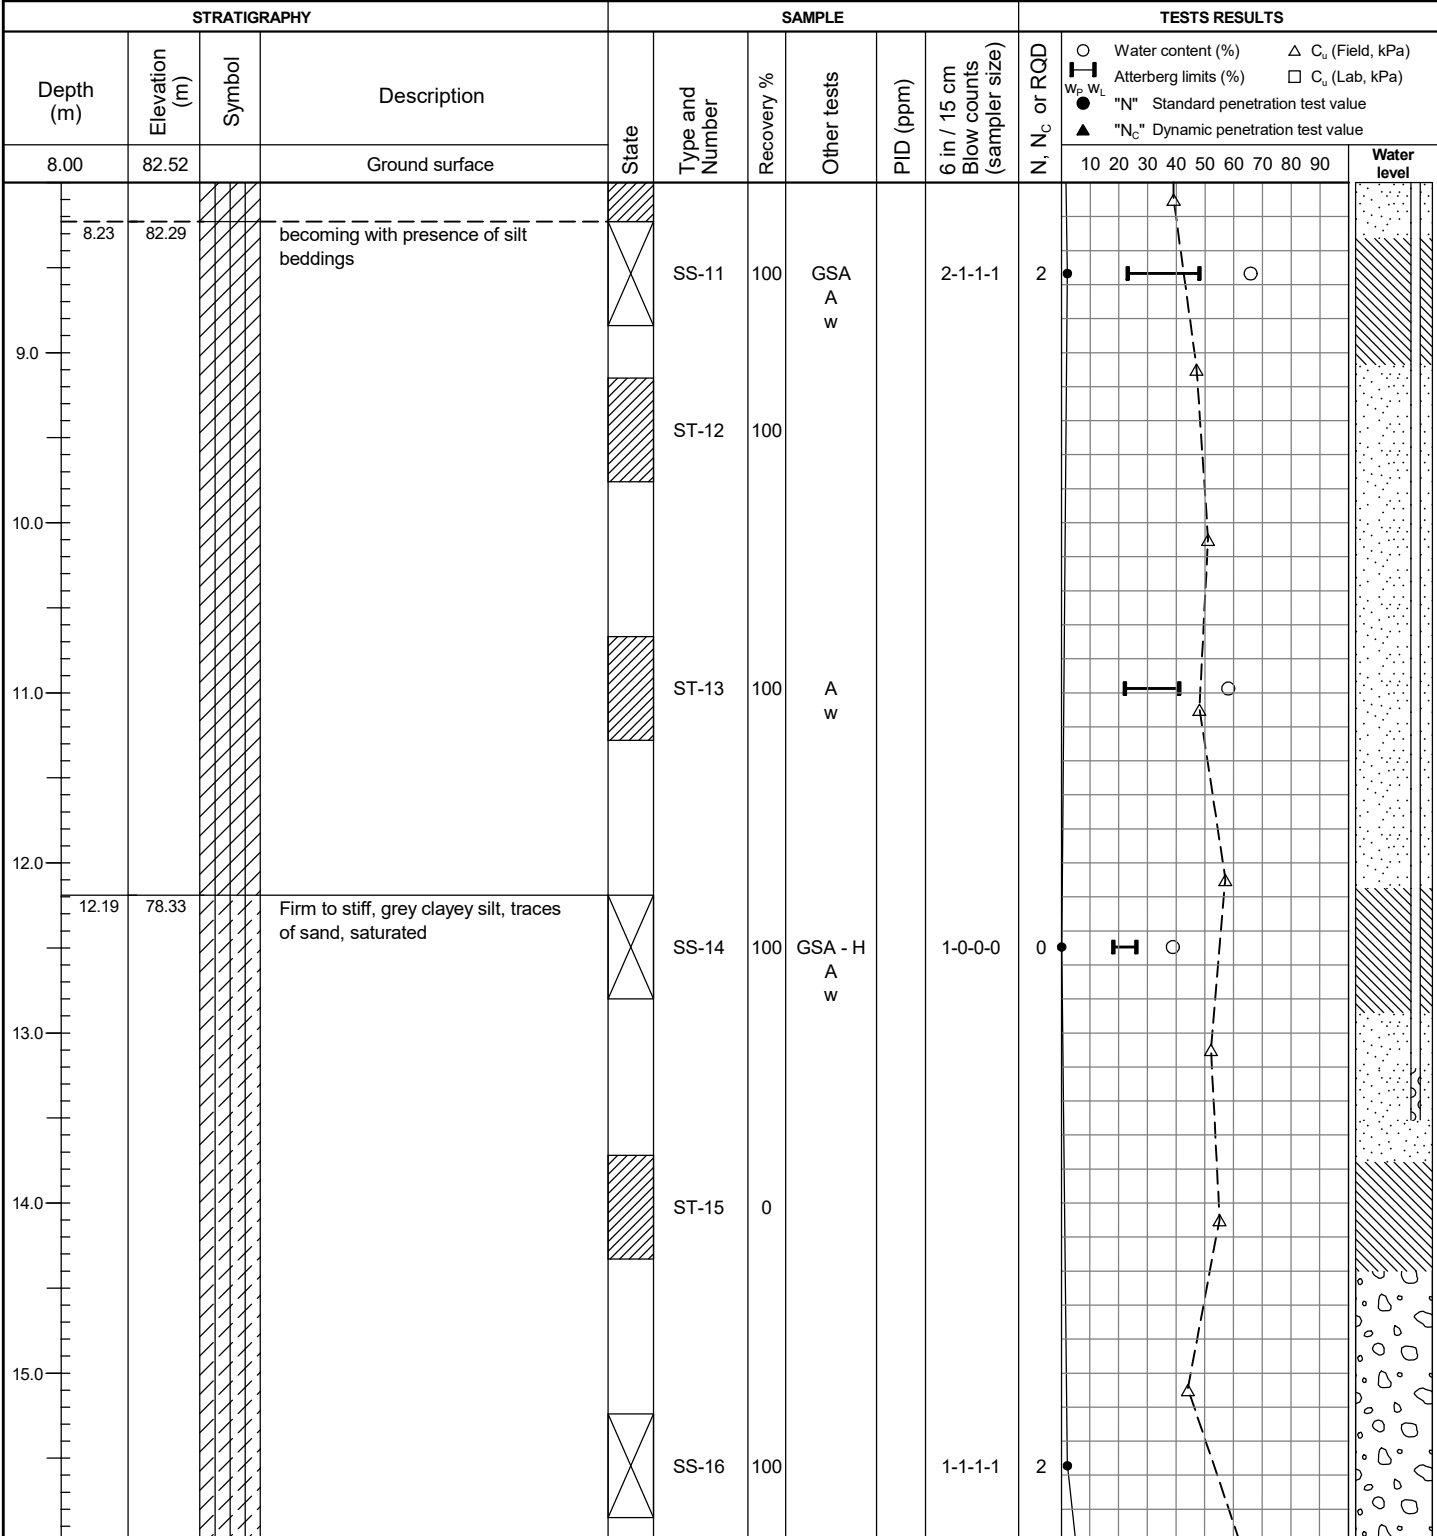 STRATIGRAPHY
SAMPLE
TESTS RESULTS
Depth
(m)
Elevation
(m)
Symbol
Description
State
Type and
Number
Recovery %
Other tests
PID (ppm)
6 in / 15 cm
Blow counts
(sampler size)
N, NC or RQD
Water content (%)
Cu (Field, kPa)
Atterberg limits (%)
Cu (Lab, kPa)
WP WL
"N" Standard penetration test value
"NC" Dynamic penetration test value
8.00 82.52 Ground surface
10 20 30 40 50 60 70 80 90
Water
level
8.23 82.29 becoming with presence of silt
beddings
SS-11 100 GSA 2-1-1-1 2
A
w
9.0
ST-12 100
10.0
11.0
ST-13 100 A
w
12.0
12.19 78.33 Firm to stiff, grey clayey silt, traces
of sand, saturated
SS-14 100 GSA - H 1-0-0-0 0
A
w
13.0
14.0
ST-15 0
15.0
SS-16 100 1-1-1-1 2